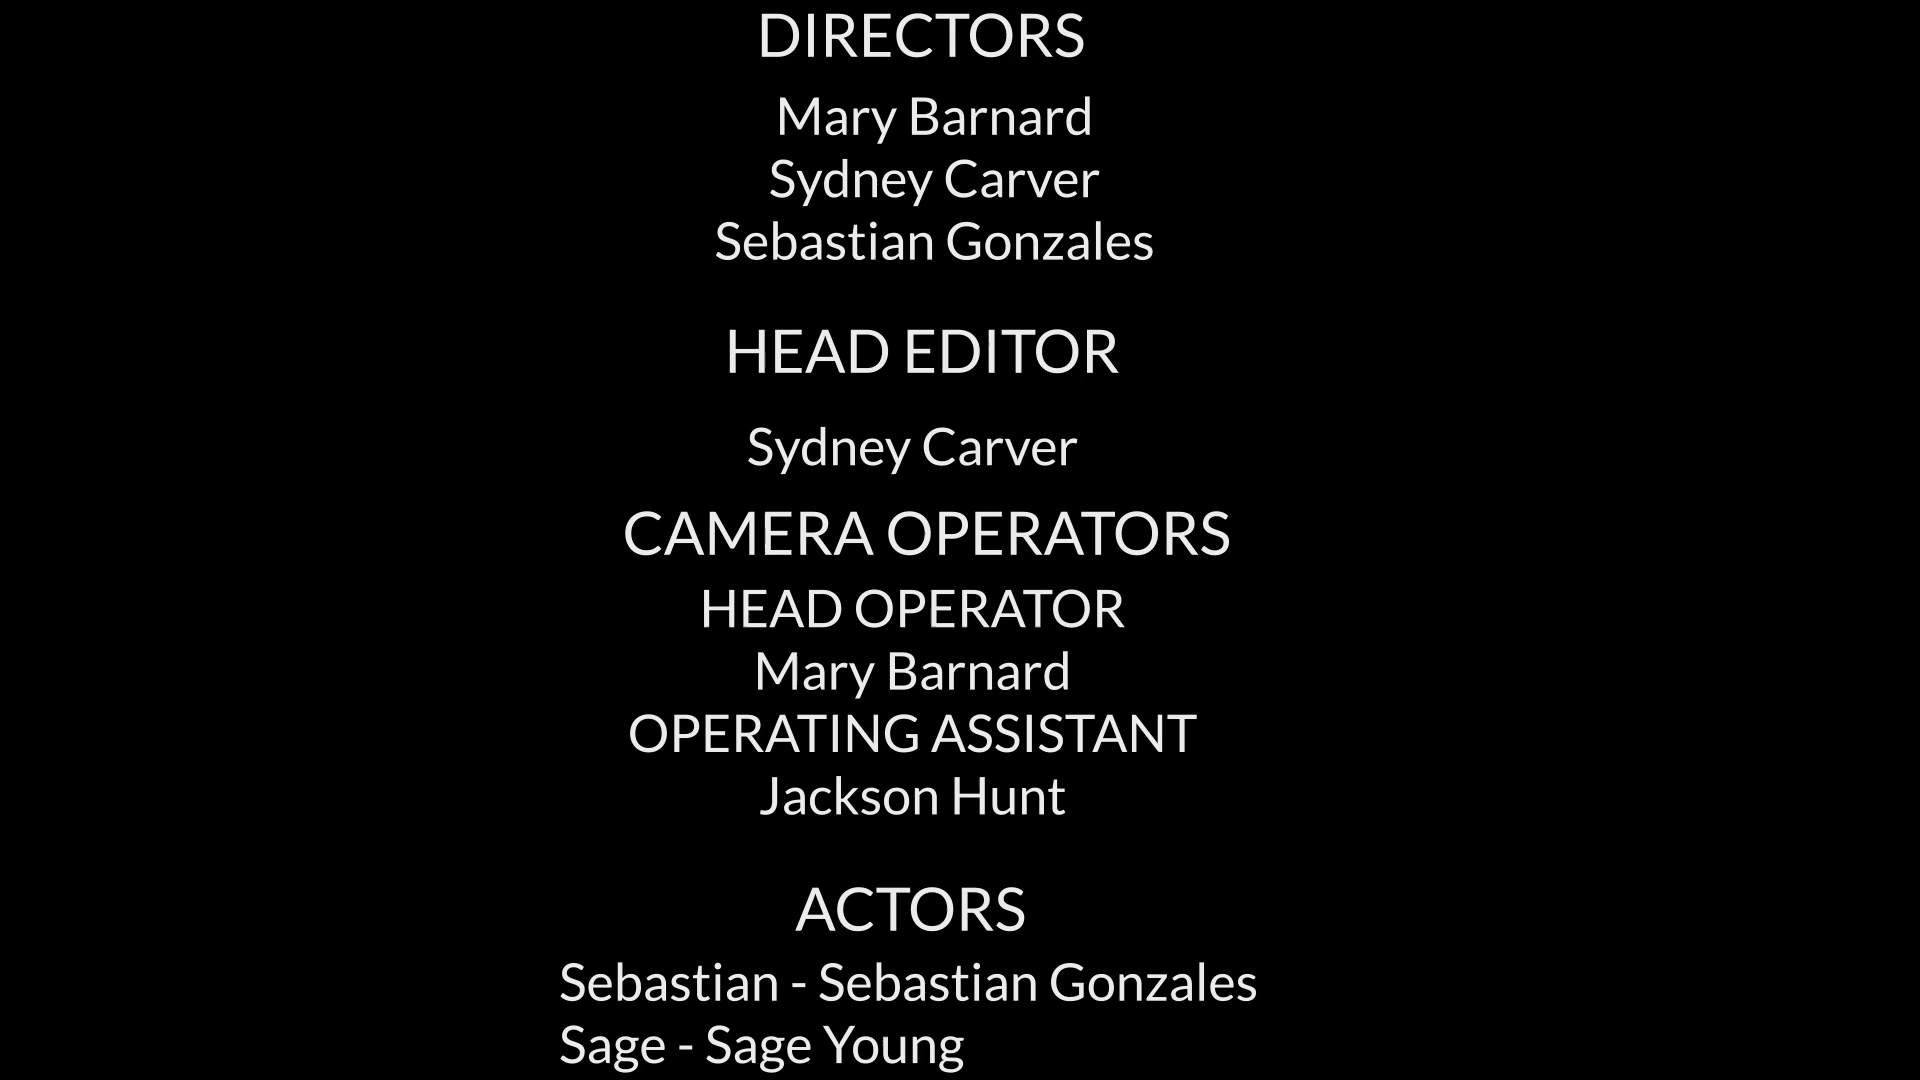 DIRECTORS
Mary Barnard
Sydney Carver
Sebastian Gonzales
HEAD EDITOR
Sydney Carver
CAMERA OPERATORS
HEAD OPERATOR
Mary Barnard
OPERATING ASSISTANT
Jackson Hunt
ACTORS
Sebastian - Sebastian Gonzales
Sage - Sage Young